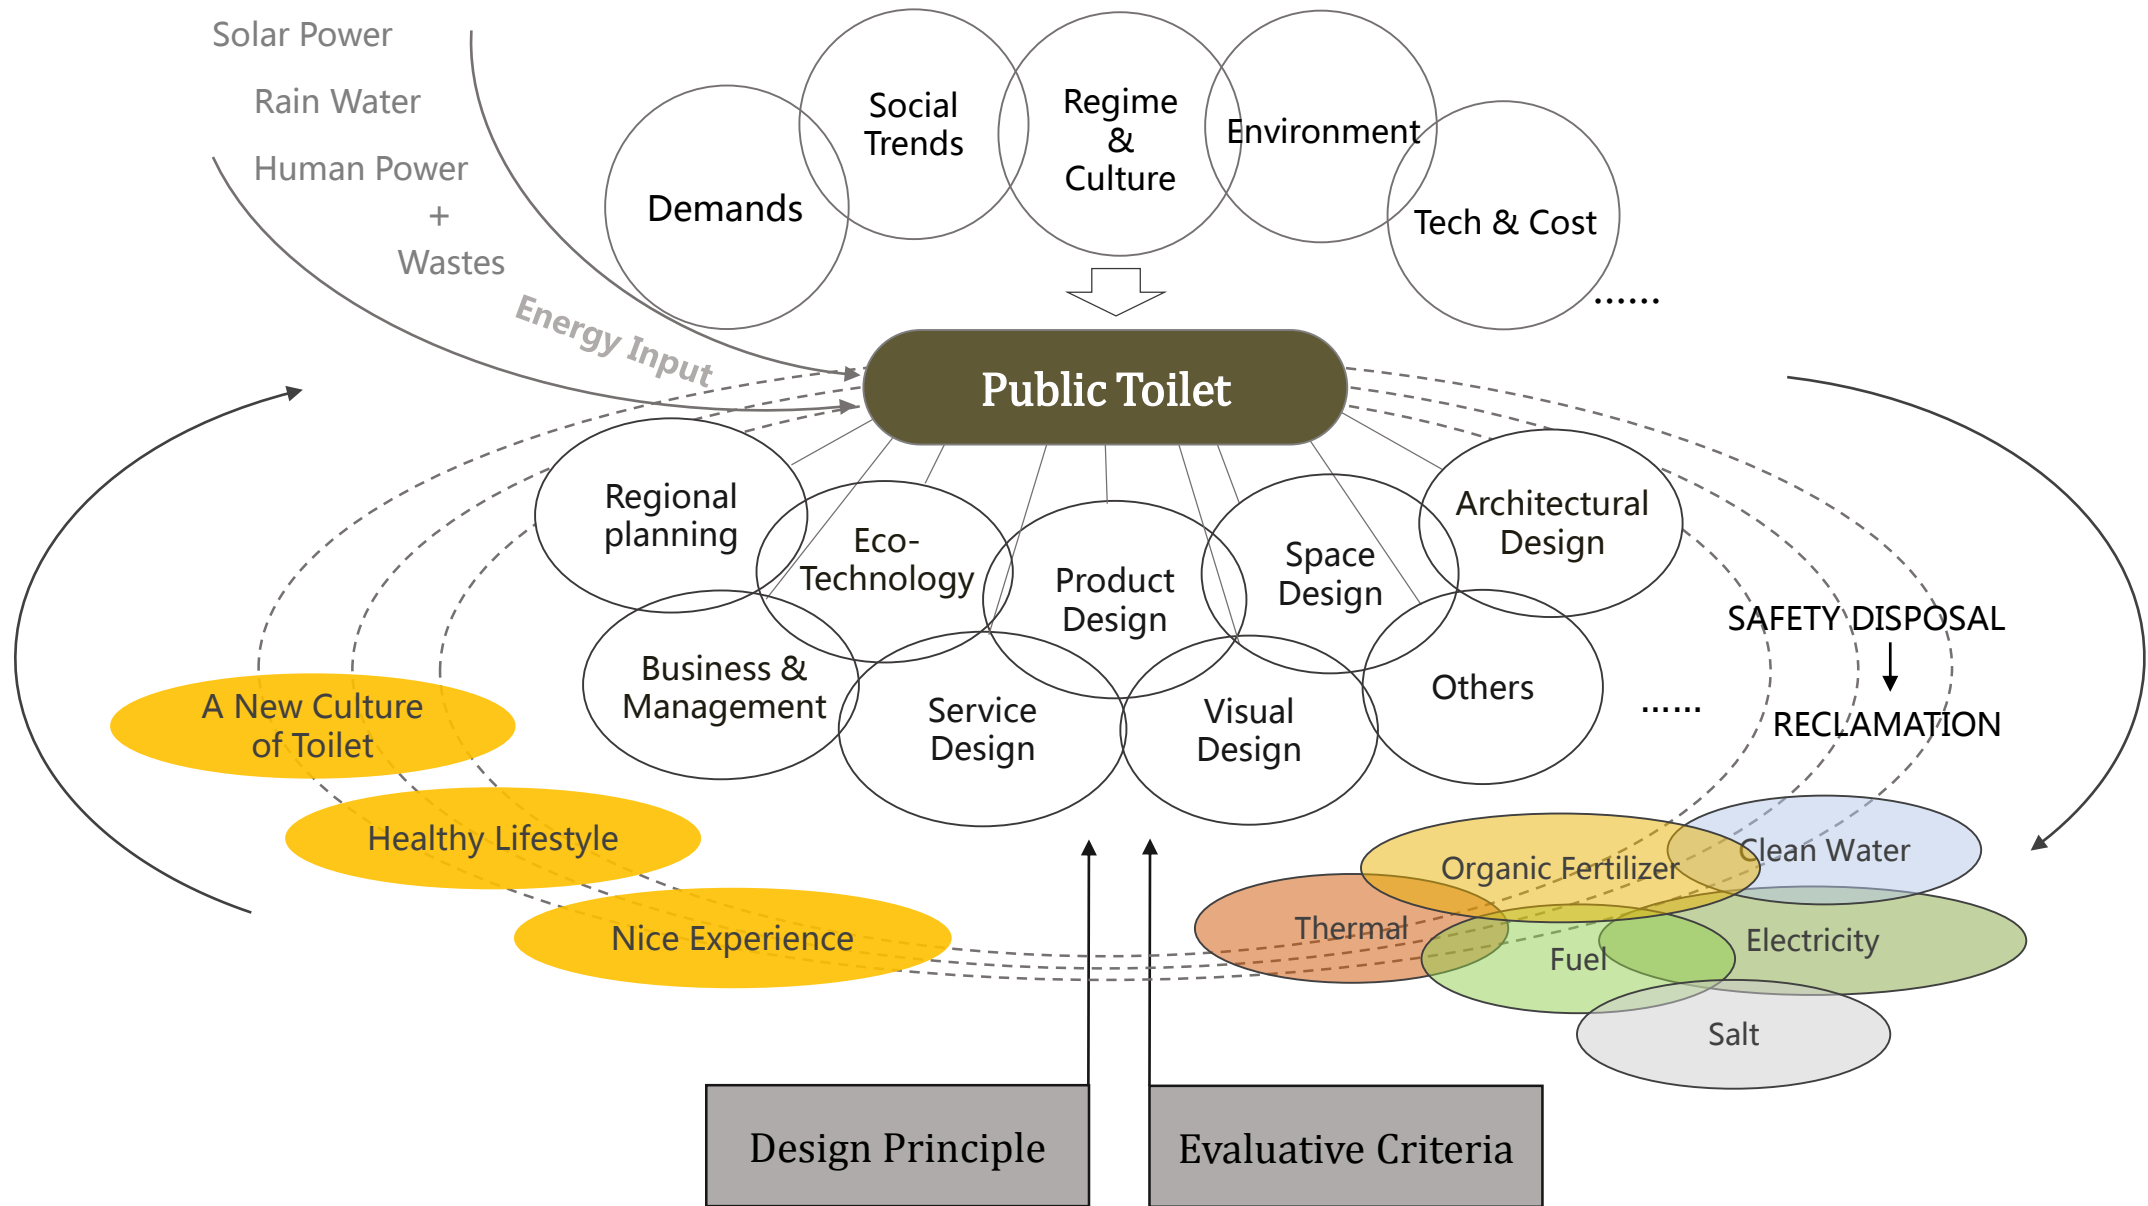 Solar Power
Rain Water
Human Power
+
Wastes
Energy Input
Demands
Social
Trends
Regime
&
Culture
Environment
Tech & Cost
......
Public Toilet
Regional
planning
Eco-
Technology
Product
Design
Space
Design
Architectural
Design
Business &
Management
Service
Design
Visual
Design
Others
......
SAFETY DISPOSAL
RECLAMATION
A New Culture
of Toilet
Healthy Lifestyle
Nice Experience
Organic Fertilizer
Clean Water
Thermal
Fuel
Electricity
Salt
Design Principle
Evaluative Criteria